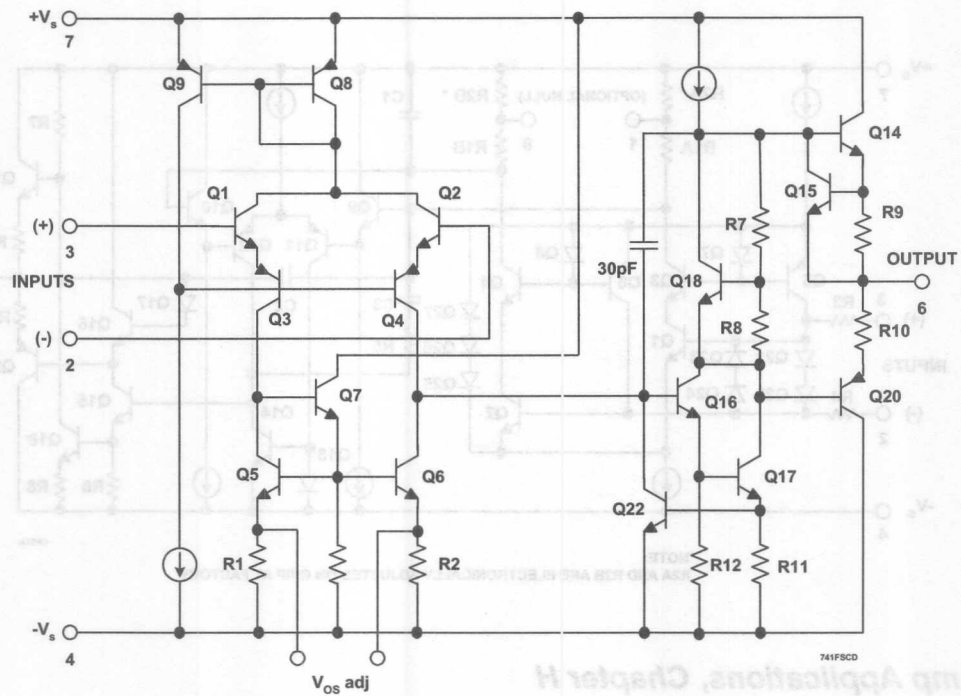 +Vs
7
Q9
Q8
Q14
Q1
Q2
Q15
(+)
3
R7
R9
30pF
OUTPUT
6
INPUTS
Q18
Q3
Q4
R8
R10
(-)
2
Q7
Q16
Q20
Q5
Q6
Q17
Q22
R1
R2
R12
R11
-Vs
4
741FSCD
VOS adj
mp Applications, Chapter H